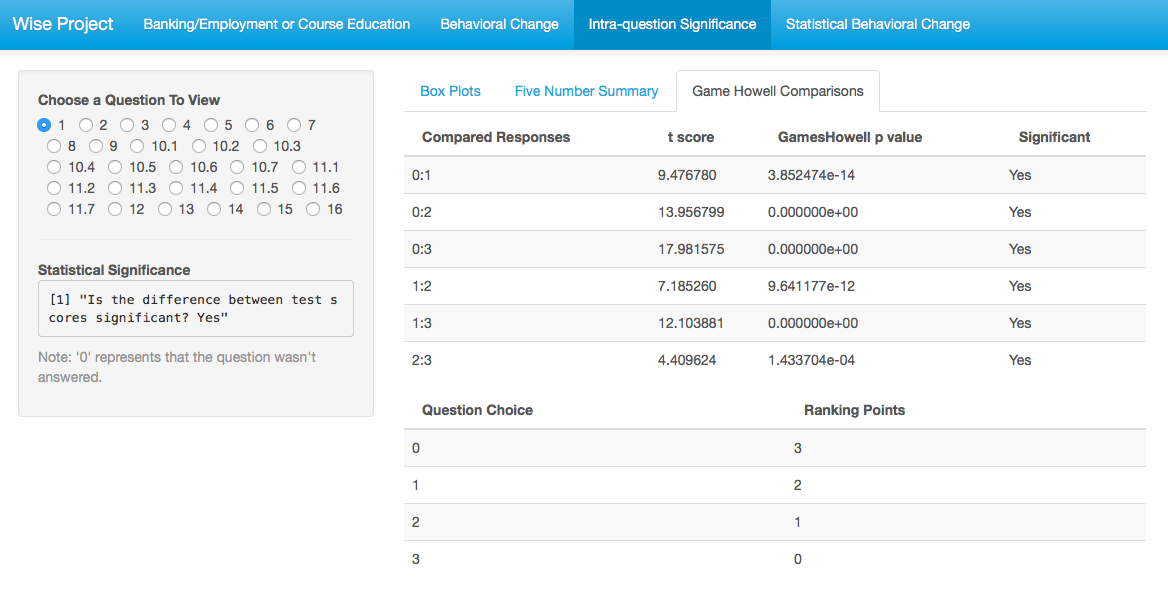 Wise Project Banking/Employment or Course Education Behavioral Change Intra-question Significance Statistical Behavioral Change
Choose a Question To View
1 2 3 4 5 6 7
8 9 10.1 10.2 10.3
10.4 10.5 10.6 10.7 11.1
11.2 11.3 11.4 11.5 11.6
11.7 12 13 14 15 16
Statistical Significance
[1] "Is the difference between test s
cores significant? Yes"
Note: '0' represents that the question wasn't
answered.
Box Plots Five Number Summary Game Howell Comparisons
Compared Responses t score GamesHowell p value Significant
0:1 9.476780 3.852474e-14 Yes
0:2 13.956799 0.000000e+00 Yes
0:3 17.981575 0.000000e+00 Yes
1:2 7.185260 9.641177e-12 Yes
1:3 12.103881 0.000000e+00 Yes
2:3 4.409624 1.433704e-04 Yes
Question Choice Ranking Points
0 3
1 2
2 1
3 0